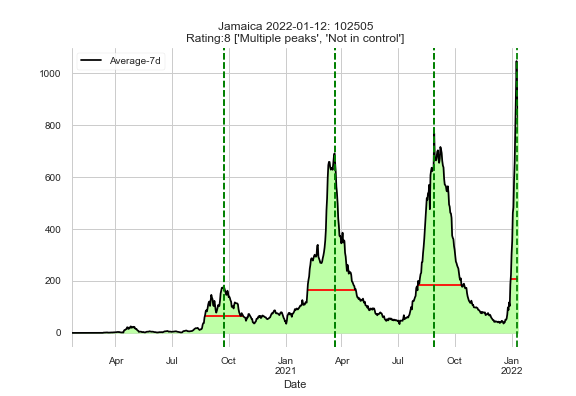 Jamaica 2022-01-12: 102505
Rating:8 ['Multiple peaks', 'Not in control']
Average-7d
1000
800
600
400
200
0
Apr Jul Oct Jan Apr Jul Oct Jan
2021 2022
Date